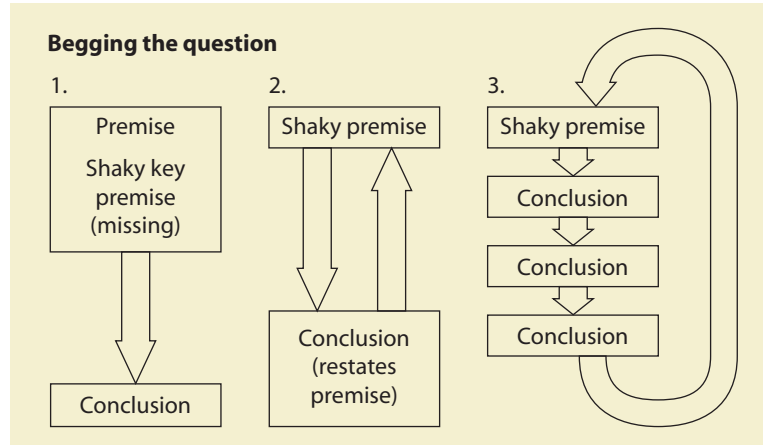 Begging the question
1.
Premise
Shaky key
premise
(missing)
Conclusion
2.
Shaky premise
Conclusion
(restates
premise)
3.
Shaky premise
Conclusion
Conclusion
Conclusion